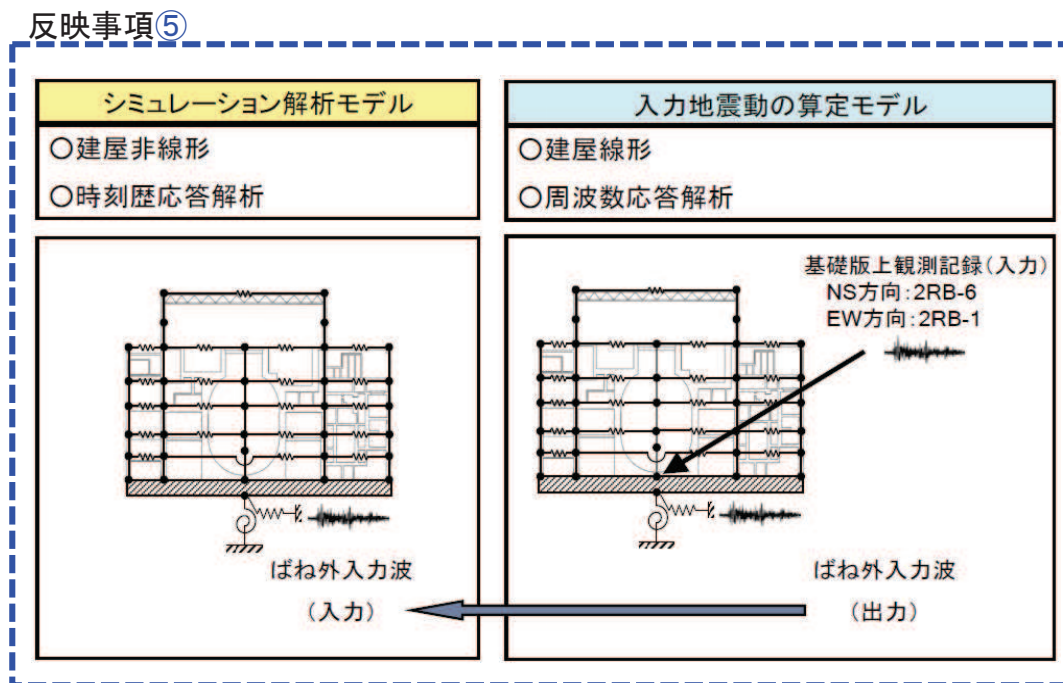 反映事項⑤
シミュレーション解析モデル
○建屋非線形
○時刻歴応答解析
ばね外入力波
(入力)
入力地震動の算定モデル
○建屋線形
○周波数応答解析
基礎版上観測記録(入力)
NS方向:2RB-6
EW方向:2RB-1
ばね外入力波
(出力)